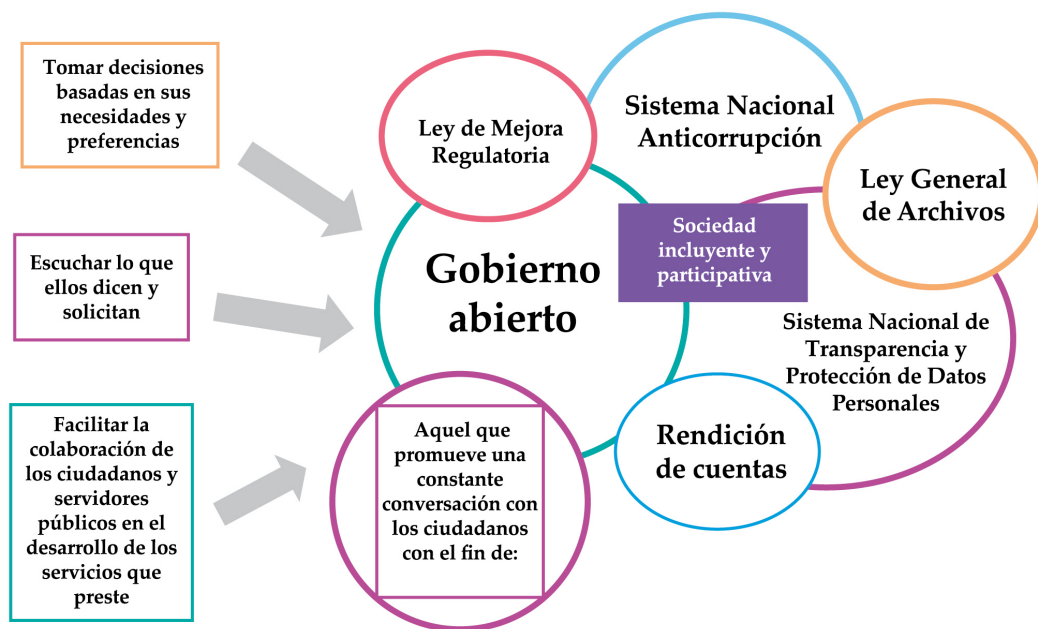 Tomar decisiones
basadas en sus
necesidades y
preferencias
Escuchar lo que
ellos dicen y
solicitan
Facilitar la
colaboración de
los ciudadanos y
servidores
públicos en el
desarrollo de los
servicios que
preste
Ley de Mejora
Regulatoria
Sistema Nacional
Anticorrupción
Ley General
de Archivos
Sociedad
incluyente y
participativa
Gobierno
abierto
Sistema Nacional de
Transparencia y
Protección de Datos
Personales
Aquel que
promueve una
constante
conversación con
los ciudadanos
con el fin de:
Rendición
de cuentas